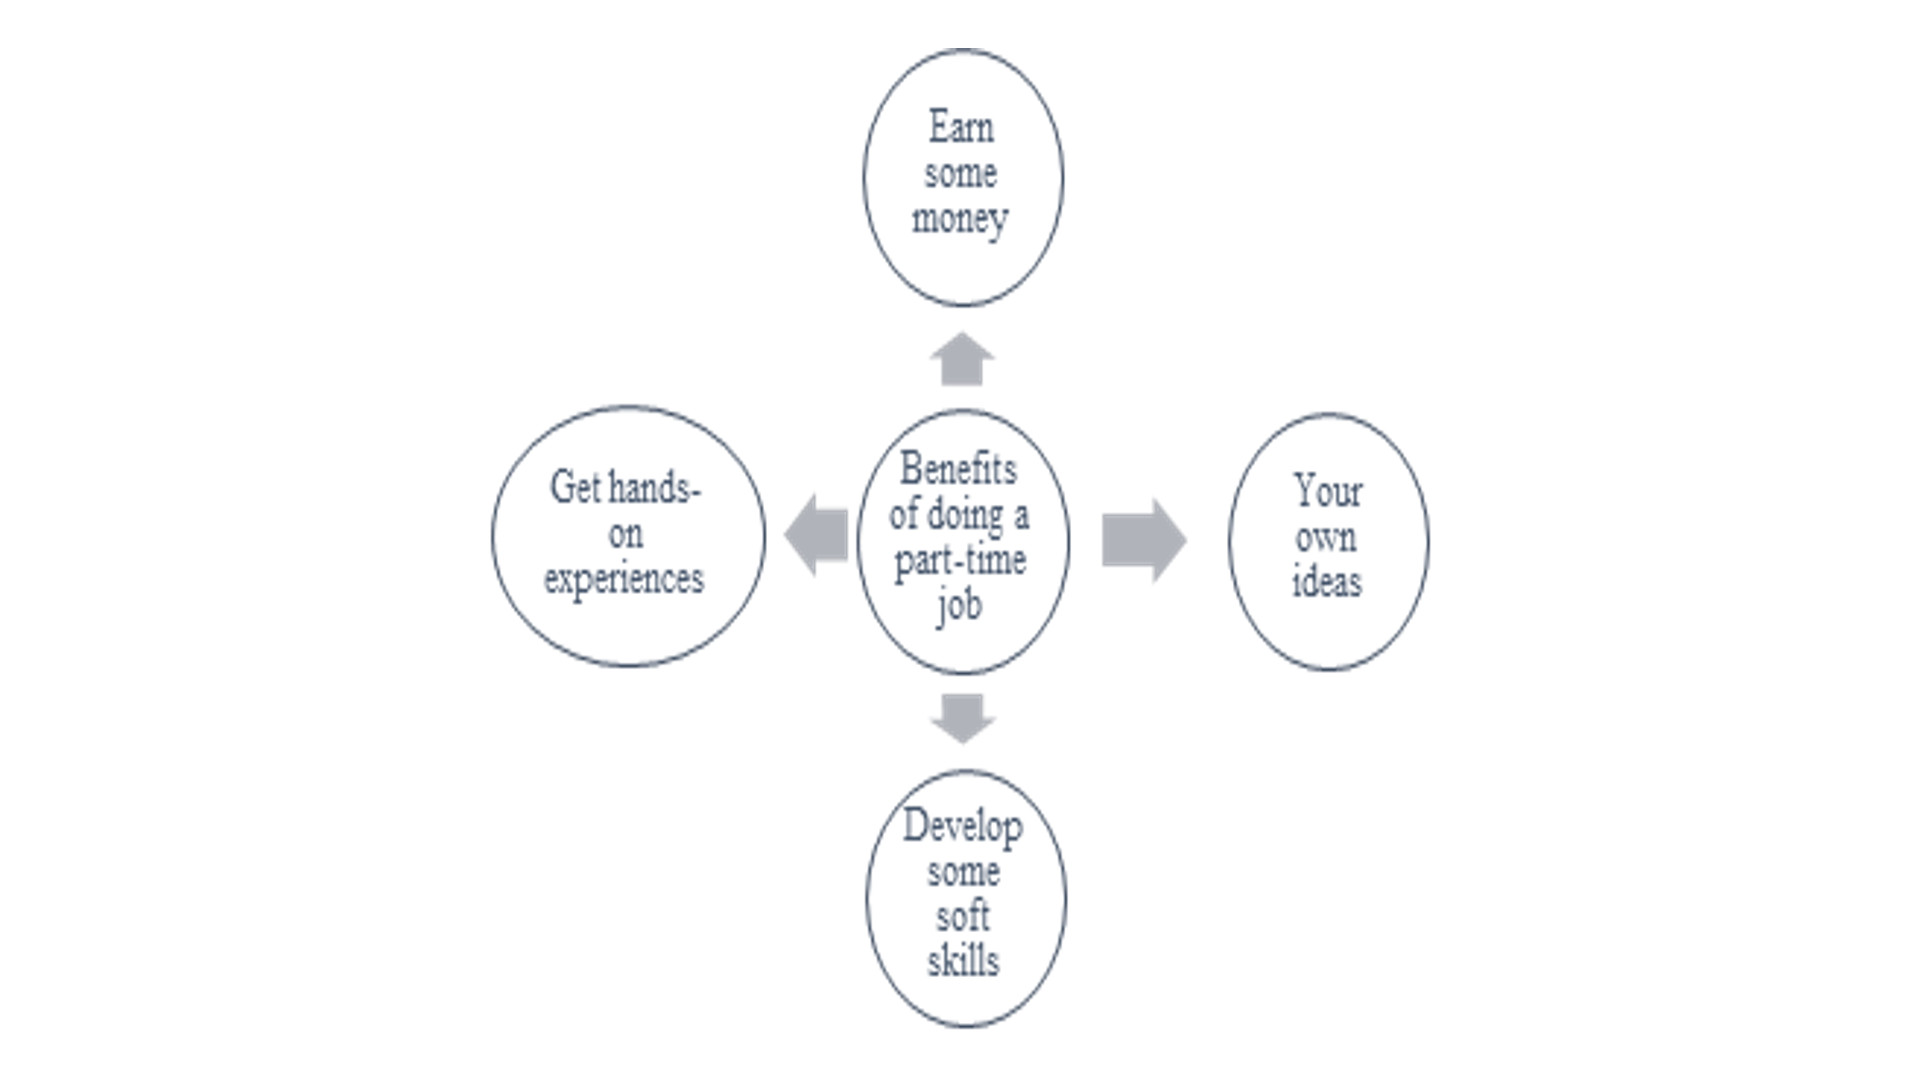 Earn
some
money
Get hands-
on
experiences
Benefits
of doing a
part-time
job
Your
own
ideas
Develop
some
soft
skills